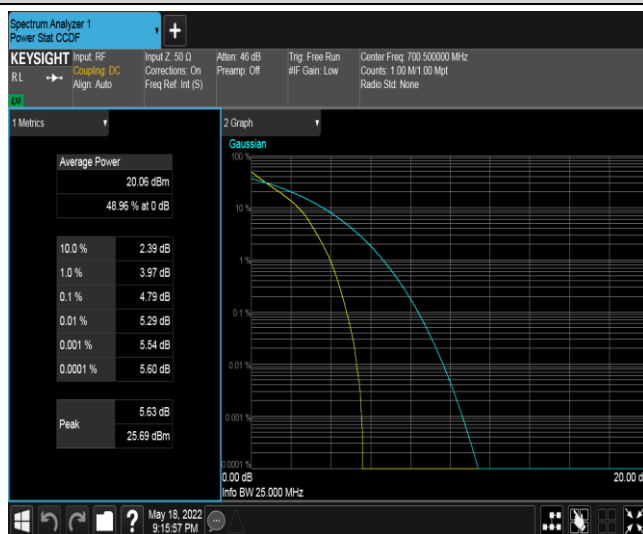 Spectrum Analyzer 1
Power Stat CCDF
KEYSIGHT
RL
LXI
Input: RF
Coupling: DC
Align: Auto
Input Z: 50 Ω
Corrections: On
Freq Ref: Int (S)
Atten: 46 dB
Preamp: Off
Trig: Free Run
#IF Gain: Low
Center Freq: 700.500000 MHz
Counts: 1.00 M/1.00 Mpt
Radio Std: None
1 Metrics
Average Power
20.06 dBm
48.96 % at 0 dB
10.0 % 2.39 dB
1.0 % 3.97 dB
0.1 % 4.79 dB
0.01 % 5.29 dB
0.001 % 5.54 dB
0.0001 % 5.60 dB
Peak 5.63 dB
25.69 dBm
2 Graph
Gaussian
100 %
10 %
1 %
0.1 %
0.01 %
0.001 %
0.0001 %
0.00 dB 20.00 d
Info BW 25.000 MHz
?
May 18, 2022
9:15:57 PM